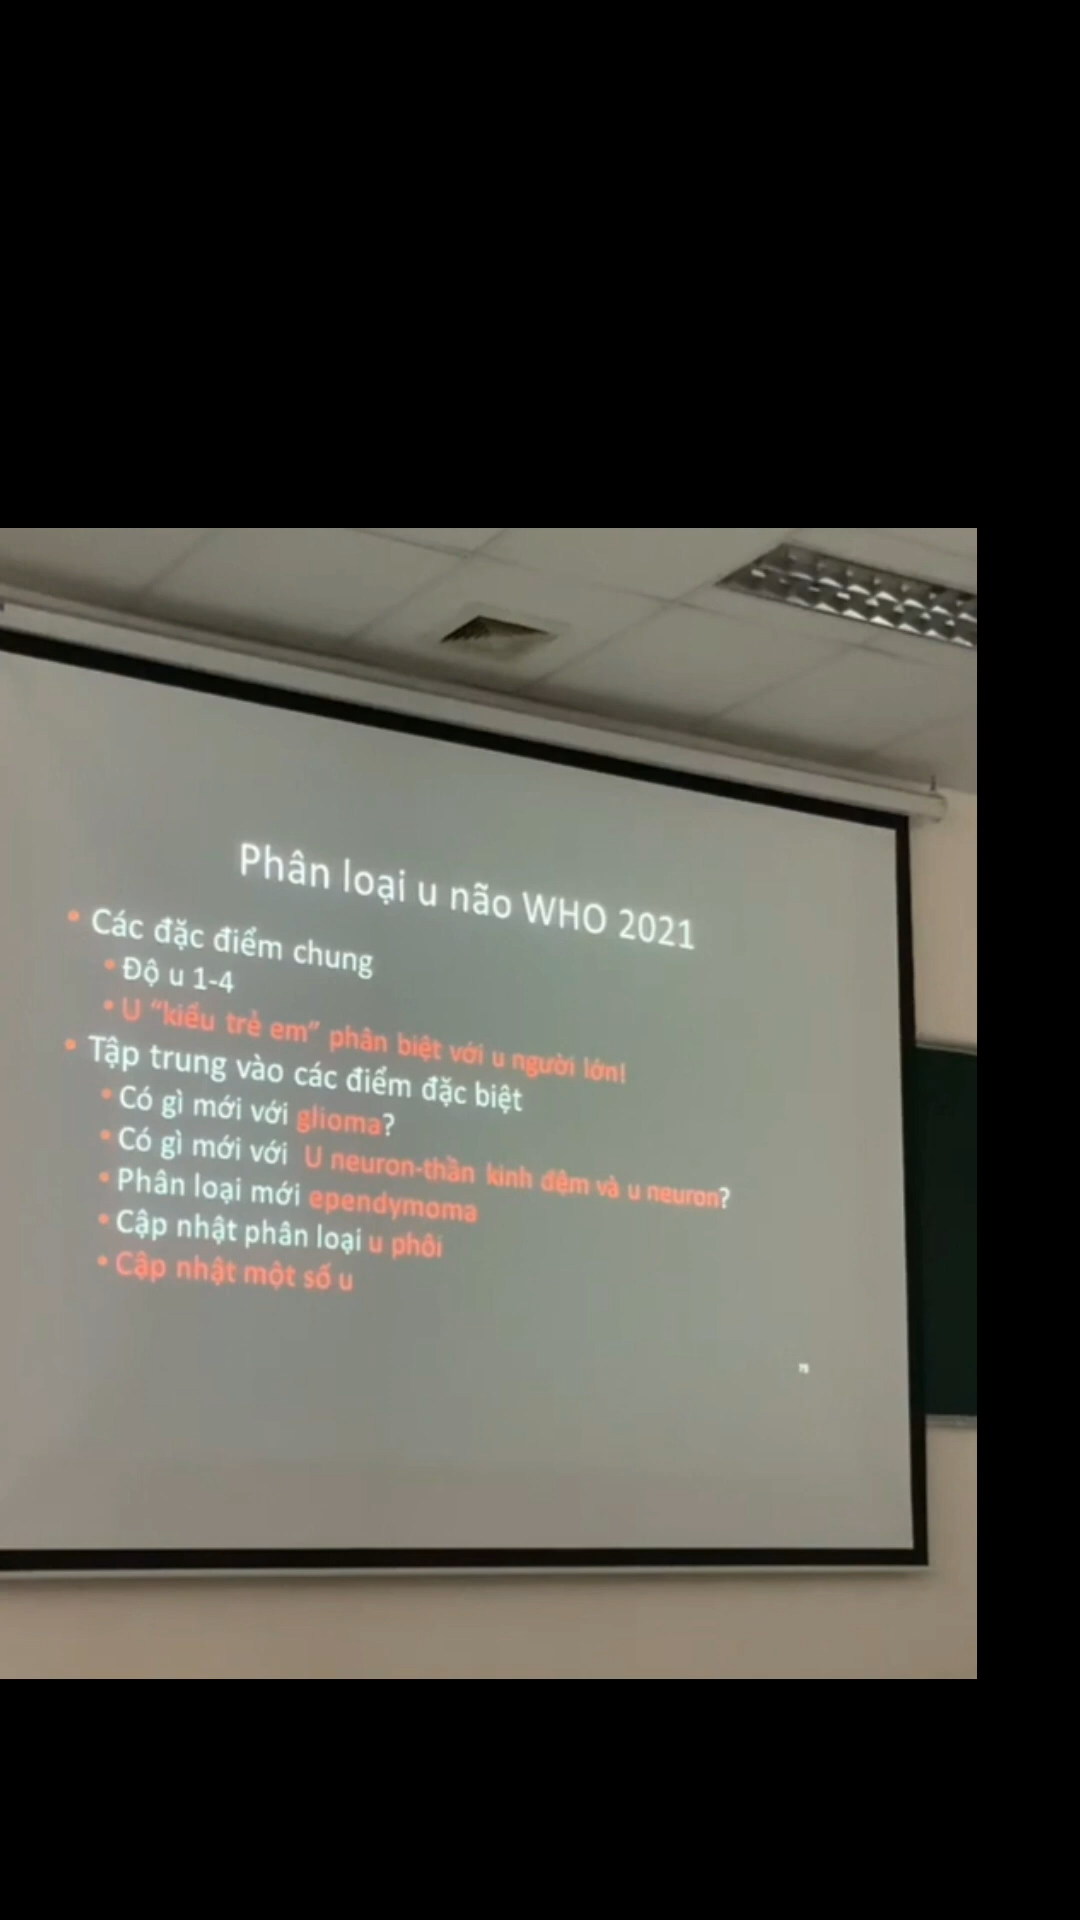 Phân loại u não WHO 2021
• Các đặc điểm chung
• Độ u 1-4
• U "kiểu trẻ em" phân biệt với u người lớn!
• Tập trung vào các điểm đặc biệt
• Có gì mới với glioma?
• Có gì mới với U neuron-thần kinh đệm và u neuron?
• Phân loại mới ependymoma
• Cập nhật phân loại u phôi
• Cập nhật một số u